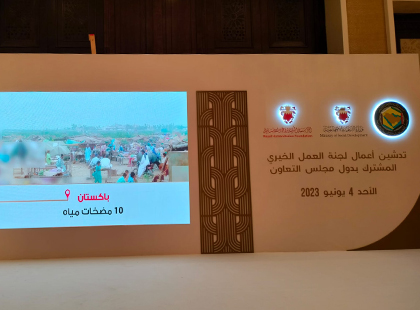 تدشين أعمال لجنة العمل الخيري
المشترك بدول مجلس التعاون
الأحد 4 يونيو 2023
باكستان
10 مضخات مياه